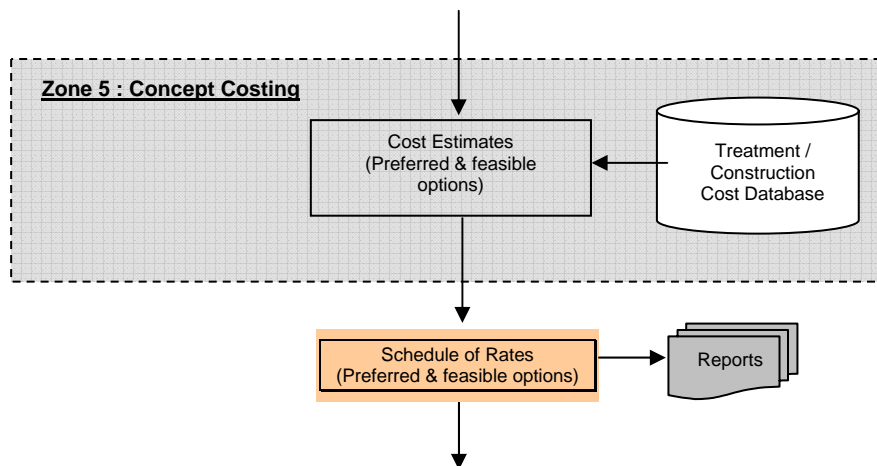 Zone 5 : Concept Costing
Cost Estimates
(Preferred & feasible
options)
Treatment /
Construction
Cost Database
Schedule of Rates
(Preferred & feasible options)
Reports